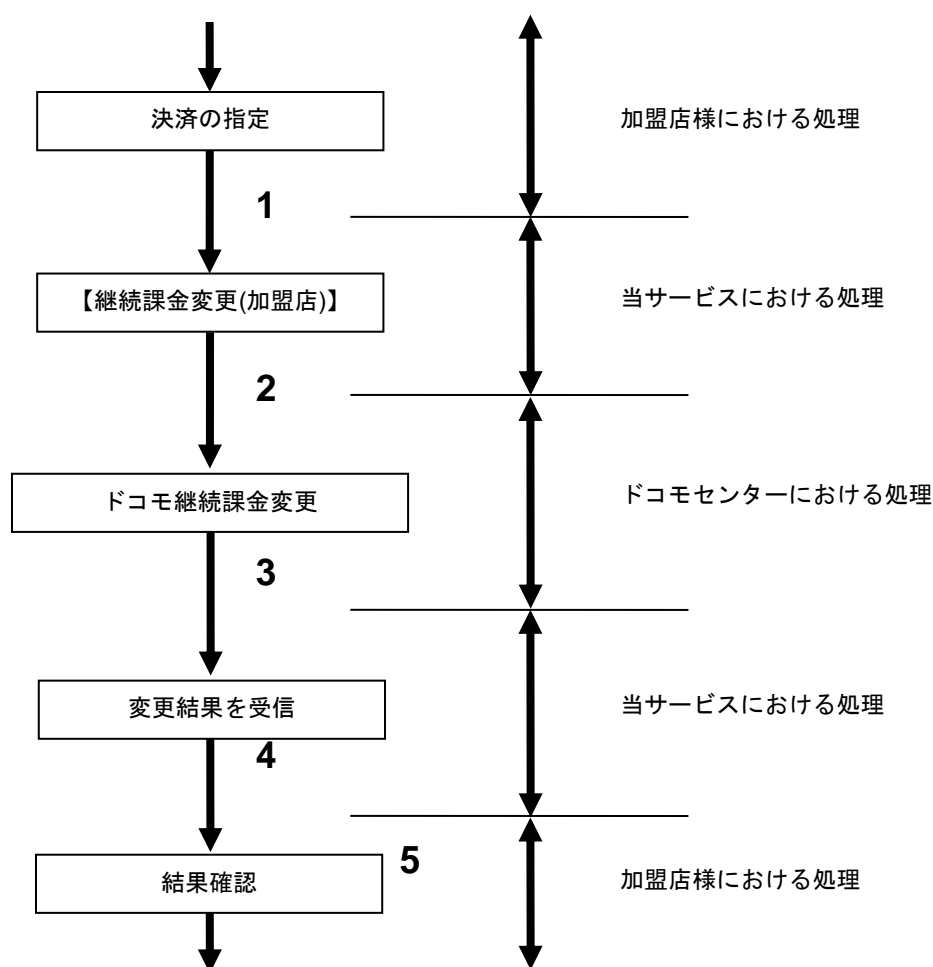 決済の指定
加盟店様における処理
1
【継続課金変更(加盟店)】
当サービスにおける処理
2
ドコモ継続課金変更
ドコモセンターにおける処理
3
変更結果を受信
当サービスにおける処理
4
5
結果確認
加盟店様における処理